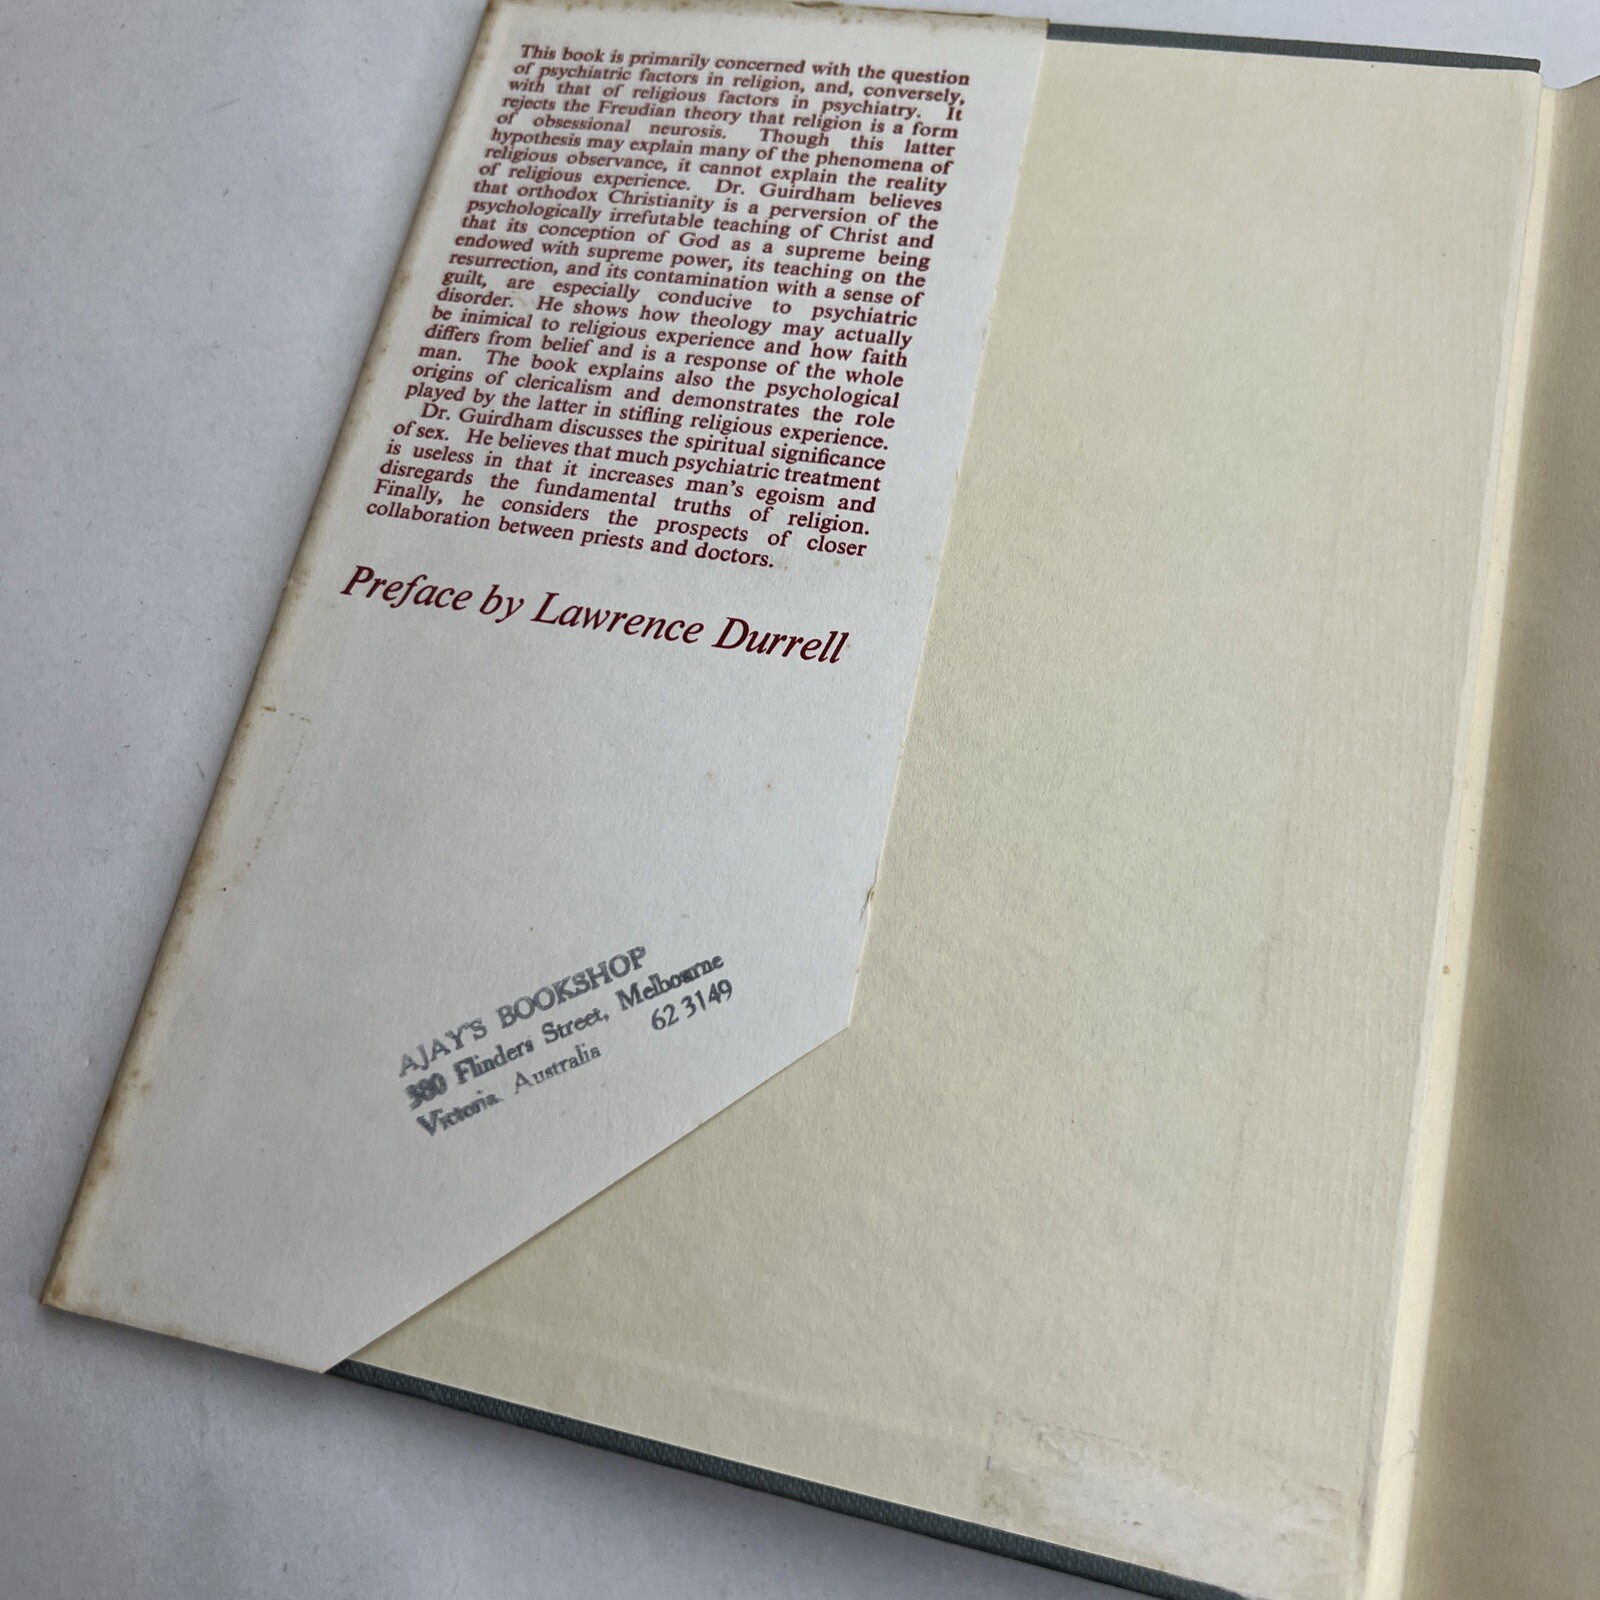 This book is primarily concerned with the question
of psychiatric factors in religion, and, conversely,
with that of religious factors in psychiatry. It
rejects the Freudian theory that religion is a form
of obsessional neurosis. Though this latter
hypothesis may explain many of the phenomena of
religious observance, it cannot explain the reality
of religious experience. Dr. Guirdham believes
that orthodox Christianity is a perversion of the
psychologically irrefutable teaching of Christ and
that its conception of God as a supreme being
endowed with supreme power, its teaching on the
resurrection, and its contamination with a sense of
guilt, are especially conducive to psychiatric
disorder. He shows how theology may actually
be inimical to religious experience and how faith
differs from belief and is a response of the whole
man. The book explains also the psychological
origins of clericalism and demonstrates the role
played by the latter in stifling religious experience.
Dr. Guirdham discusses the spiritual significance
of sex. He believes that much psychiatric treatment
is useless in that it increases man's egoism and
disregards the fundamental truths of religion.
Finally, he considers the prospects of closer
collaboration between priests and doctors.
Preface by Lawrence Durrell
AJAY'S BOOKSHOP
380 Flinders Street, Melbourne
Victoria. Australia 62 3149